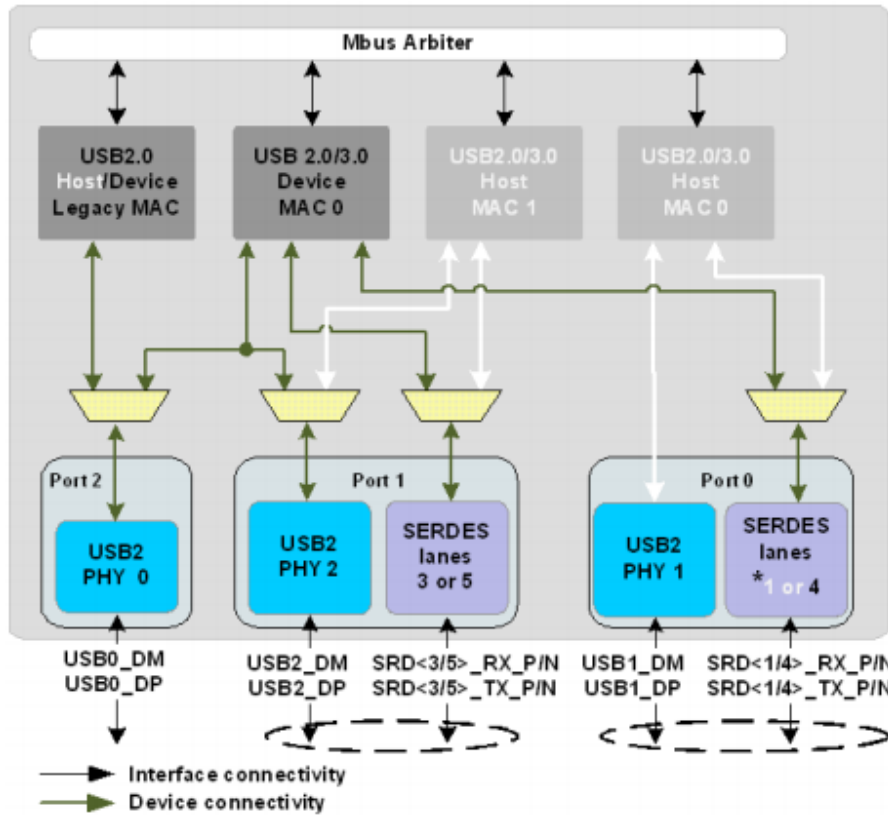 Mbus Arbiter
USB2.0
Host/Device
Legacy MAC
USB 2.0/3.0
Device
MAC 0
USB2.0/3.0
Host
MAC 1
USB2.0/3.0
Host
MAC 0
Port 2
USB2
PHY 0
Port 1
USB2
PHY 2
SERDES
lanes
3 or 5
Port 0
USB2
PHY 1
SERDES
lanes
*1 or 4
USB0_DM
USB0_DP
USB2_DM
USB2_DP
SRD<3/5>_RX_P/N
SRD<3/5>_TX_P/N
USB1_DM
USB1_DP
SRD<1/4>_RX_P/N
SRD<1/4>_TX_P/N
Interface connectivity
Device connectivity